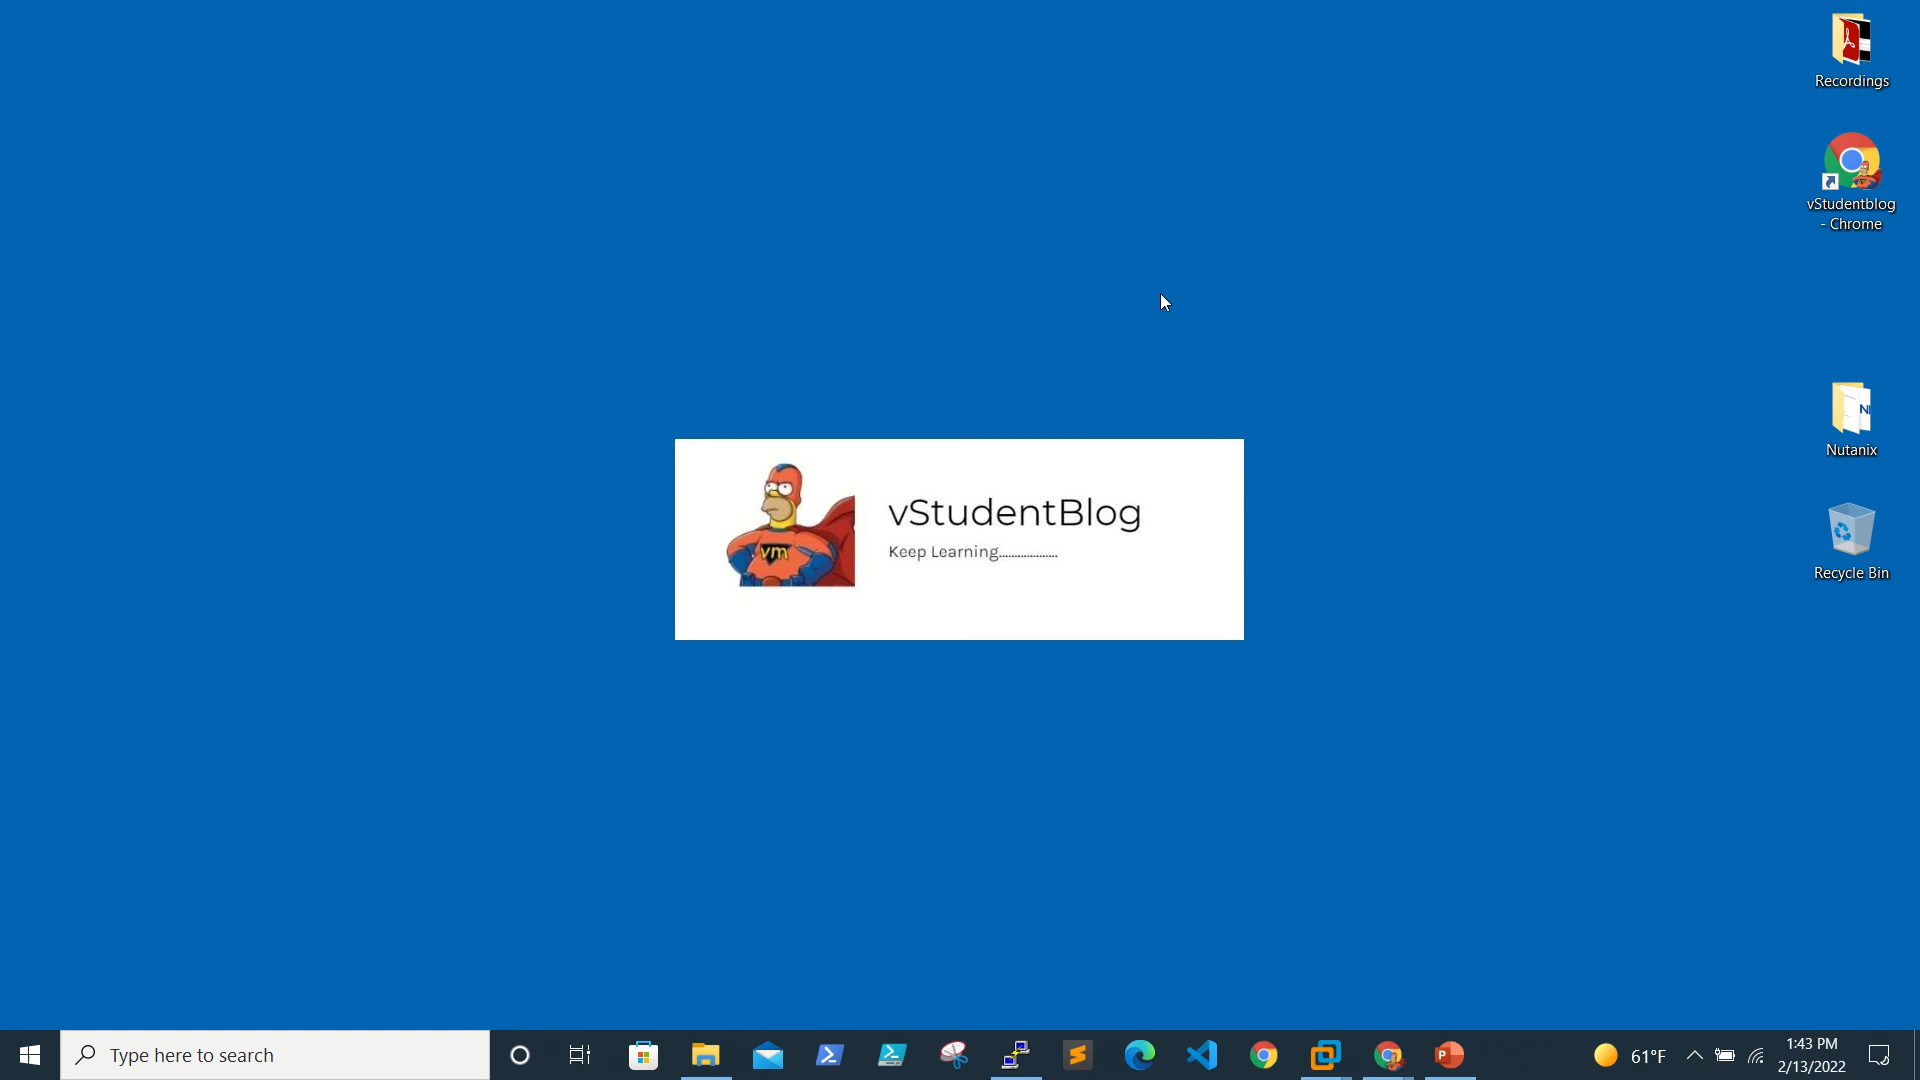 Recordings
vStudentblog
- Chrome
Nutanix
Recycle Bin
vm
vStudentBlog
Keep Learning...................
Type here to search
61°F
1:43 PM
2/13/2022